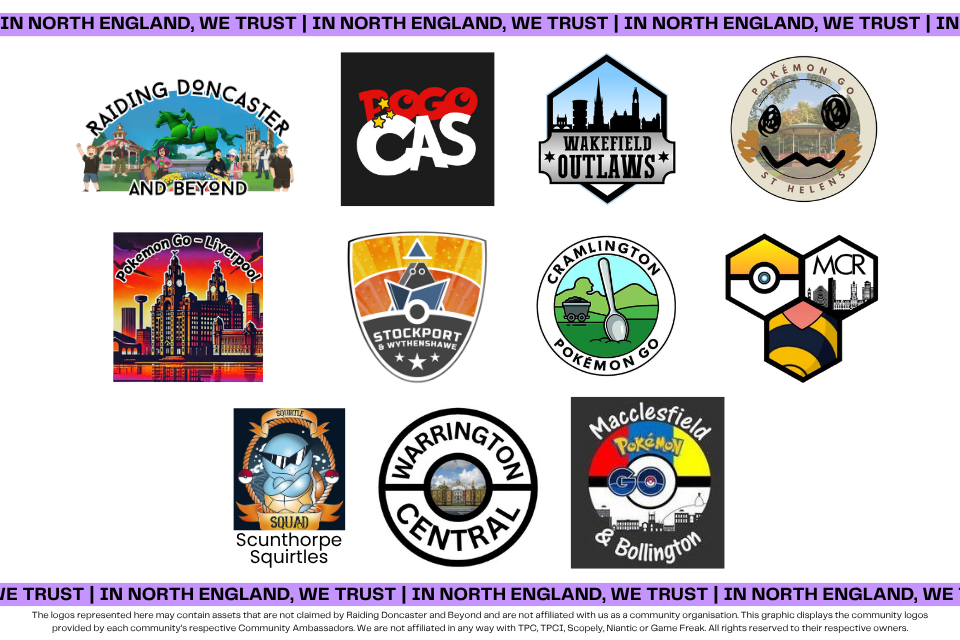 IN NORTH ENGLAND, WE TRUST | IN NORTH ENGLAND, WE TRUST | IN NORTH ENGLAND, WE TRUST | IN
RAIDING DONCASTER
AND BEYOND
POGO
CAS
WAKEFIELD
OUTLAWS
POKÉMON GO
ST HELENS
Pokemon Go - Liverpool
STOCKPORT
& WYTHENSHAWE
CRAMLINGTON
POKÉMON GO
MCR
SQUIRTLE
SQUAD
Scunthorpe
Squirtles
WARRINGTON
CENTRAL
Macclesfield
POKéMON
GO
& Bollington
WE TRUST | IN NORTH ENGLAND, WE TRUST | IN NORTH ENGLAND, WE TRUST | IN NORTH ENGLAND, WE T
The logos represented here may contain assets that are not claimed by Raiding Doncaster and Beyond and are not affiliated with us as a community organisation. This graphic displays the community logos
provided by each community's respective Community Ambassadors. We are not affiliated in any way with TPC, TPCI, Scopely, Niantic or Game Freak. All rights reserved to their respective owners.